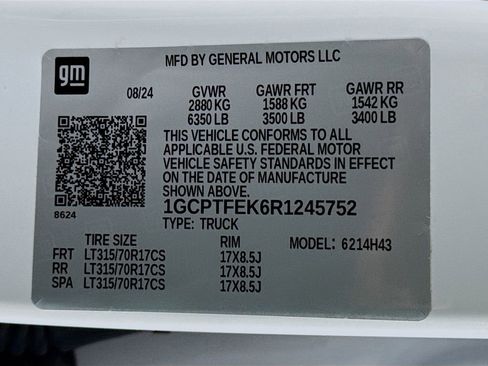 gm
MFD BY GENERAL MOTORS LLC
08/24 GVWR GAWR FRT GAWR RR
2880 KG 1588 KG 1542 KG
6350 LB 3500 LB 3400 LB
THIS VEHICLE CONFORMS TO ALL
APPLICABLE U.S. FEDERAL MOTOR
VEHICLE SAFETY STANDARDS IN EFFECT
ON THE DATE OF MANUFACTURE
SHOWN ABOVE.
8624
1GCPTFEK6R1245752
TYPE: TRUCK
TIRE SIZE RIM MODEL: 6214H43
FRT LT315/70R17CS 17X8.5J
RR LT315/70R17CS 17X8.5J
SPA LT315/70R17CS 17X8.5J